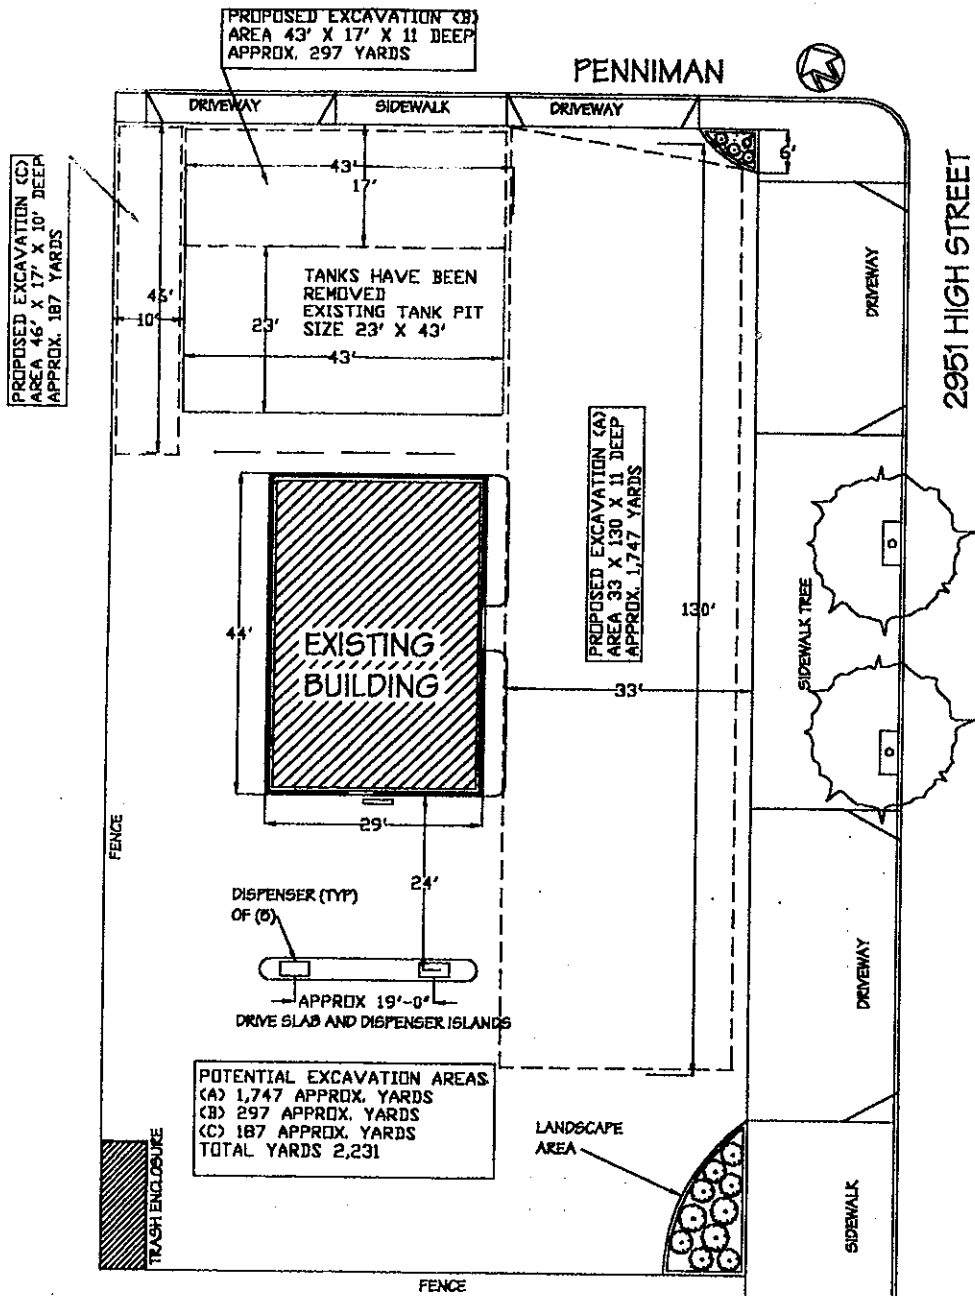 PROPOSED EXCAVATION (B)
AREA 43' X 17' X 11 DEEP
APPROX. 297 YARDS
PENNIMAN
DRIVEWAY
SIDEWALK
DRIVEWAY
PROPOSED EXCAVATION (C)
AREA 46' X 17' X 10' DEEP
APPROX. 187 YARDS
43'
17'
6'
2951 HIGH STREET
DRIVEWAY
TANKS HAVE BEEN
REMOVED
EXISTING TANK PIT
SIZE 23' X 43'
46'
10'
23'
43'
PROPOSED EXCAVATION (A)
AREA 33 X 130 X 11 DEEP
APPROX. 1,747 YARDS
130'
SIDEWALK TREE
44'
EXISTING
BUILDING
33'
29'
FENCE
24'
DISPENSER (TYP)
OF (5)
DRIVEWAY
APPROX 19'-0"
DRIVE SLAB AND DISPENSER ISLANDS
POTENTIAL EXCAVATION AREAS
(A) 1,747 APPROX. YARDS
(B) 297 APPROX. YARDS
(C) 187 APPROX. YARDS
TOTAL YARDS 2,231
LANDSCAPE
AREA
TRASH ENCLOSURE
SIDEWALK
FENCE